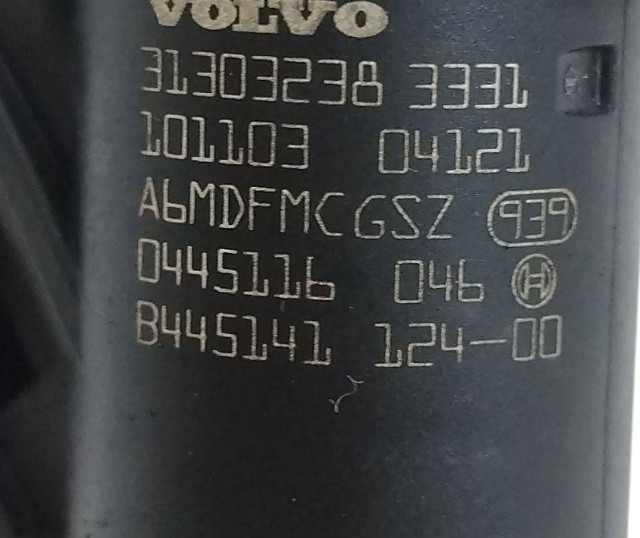 VOLVO
31303238 3331
101103 04121
A6MDFMCGSZ 939
0445116 046 H
B445141 124-00